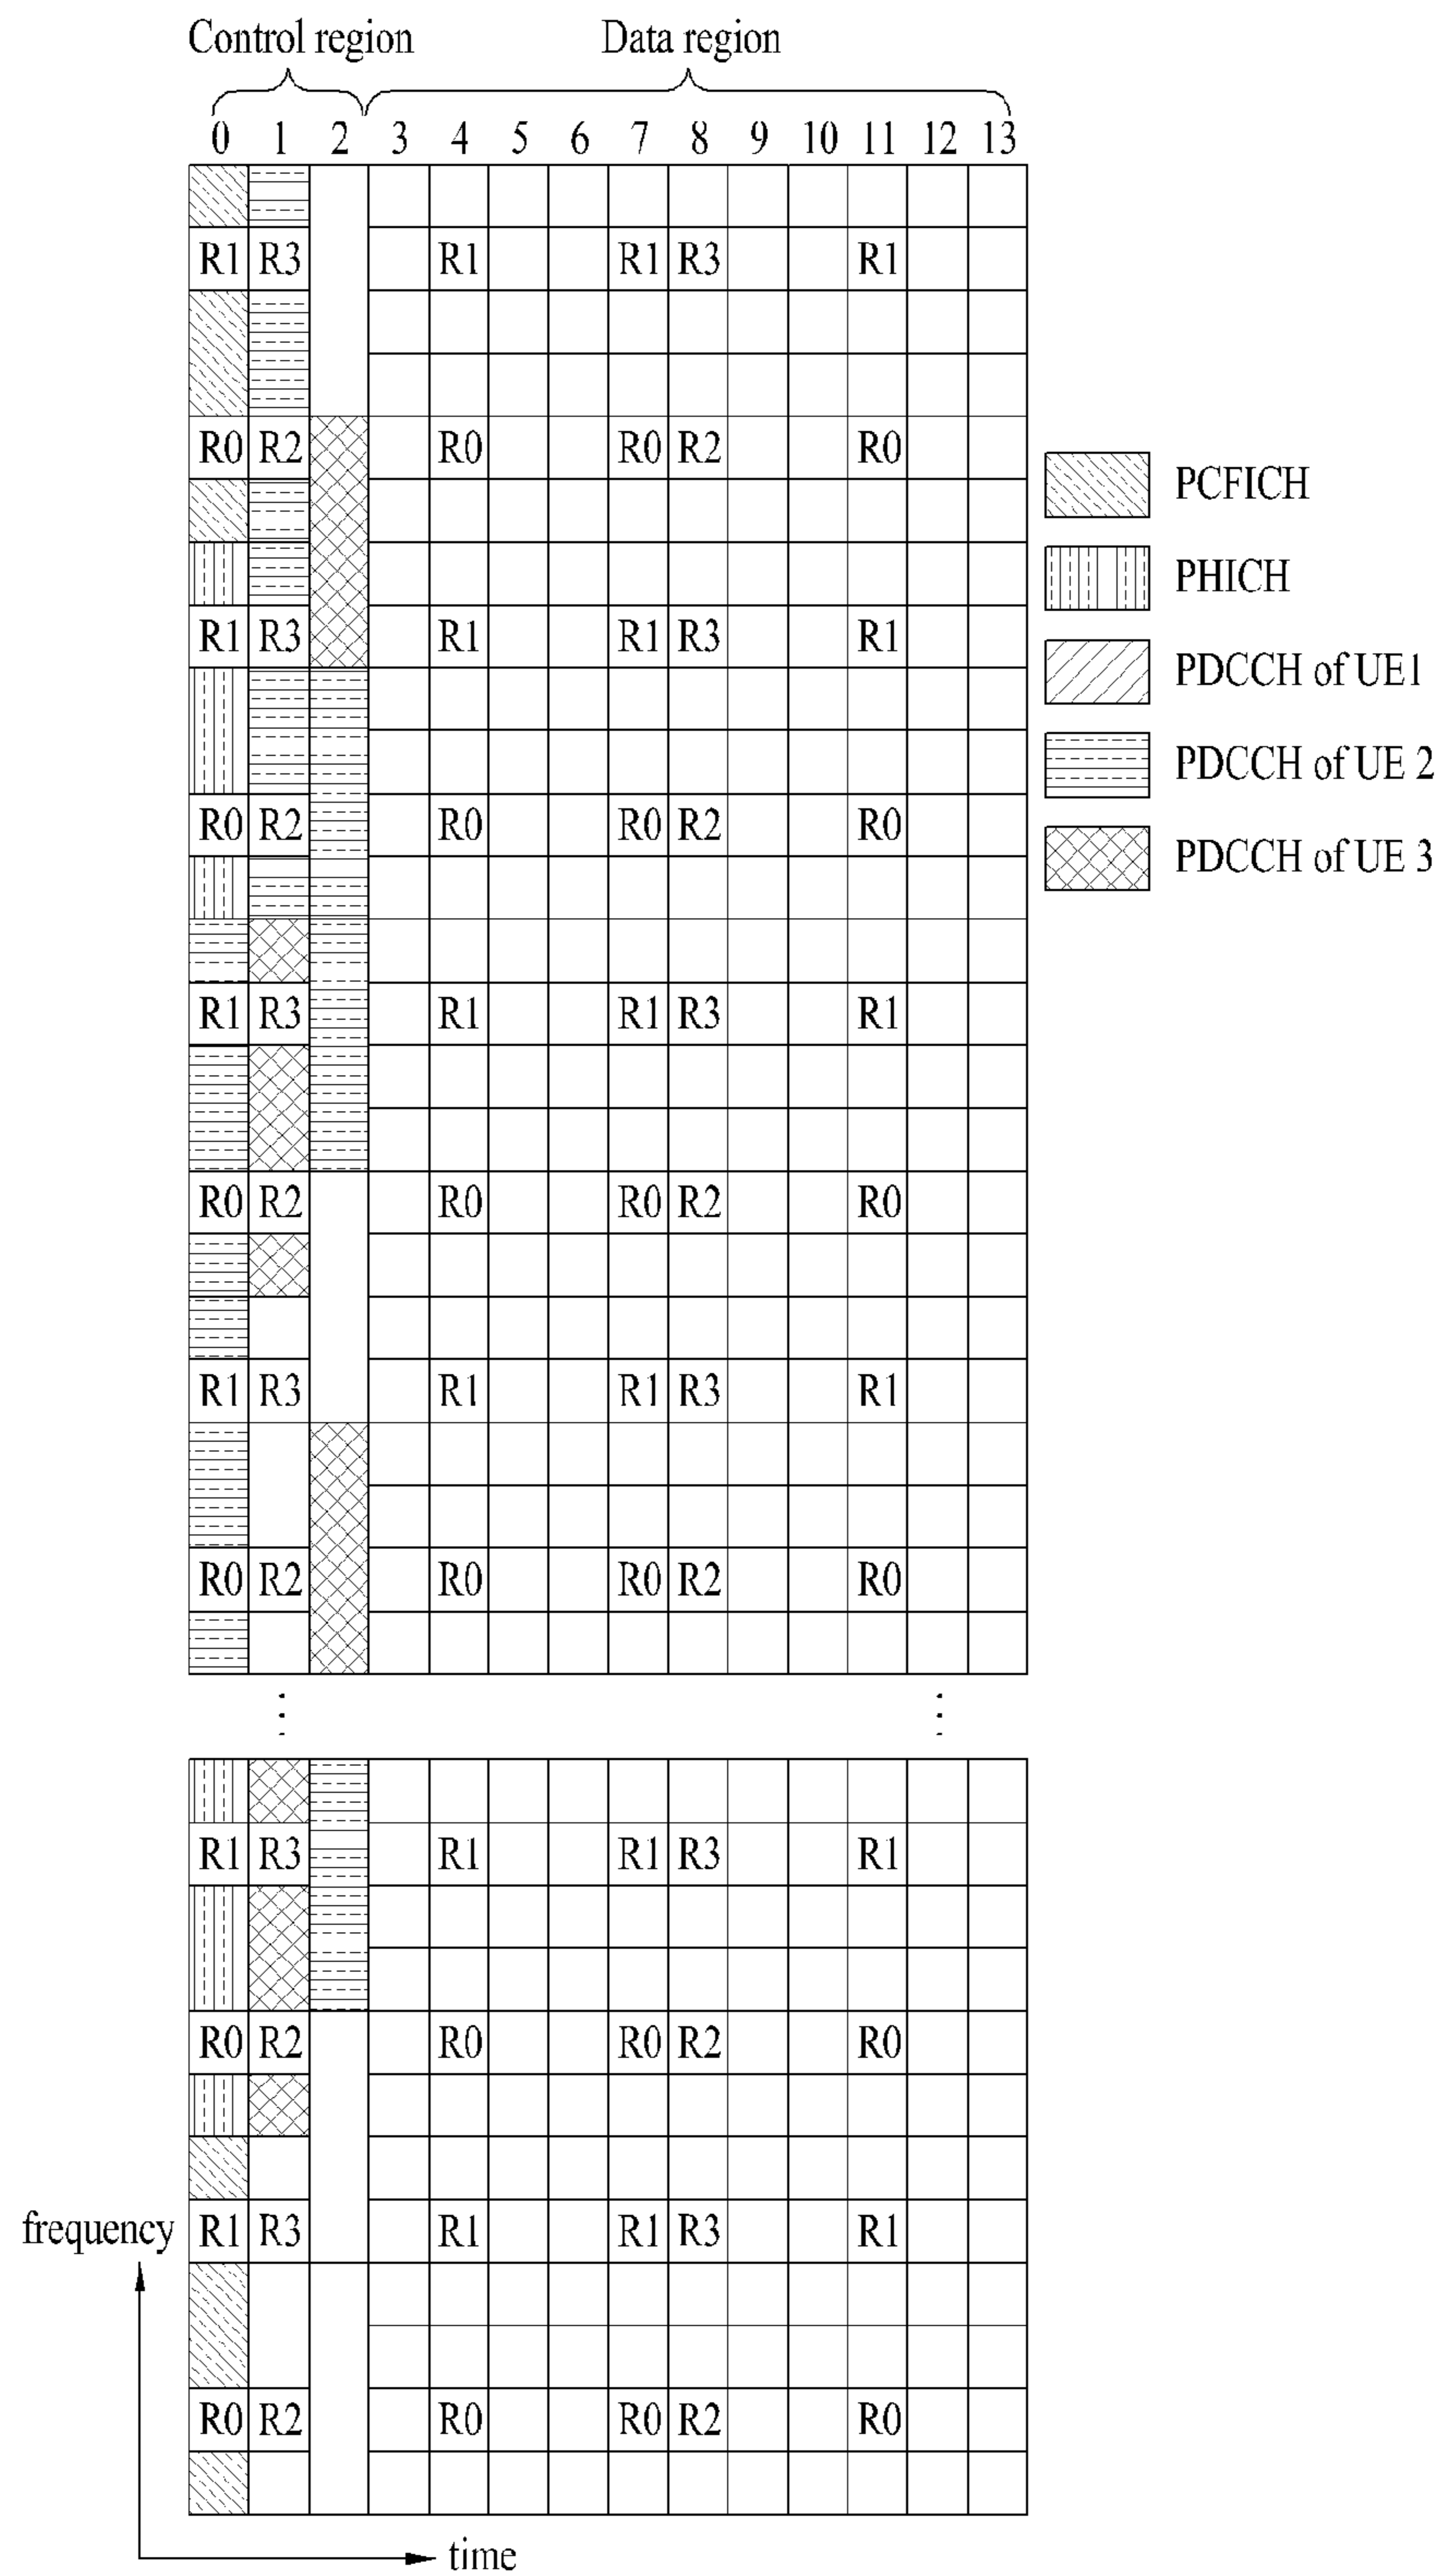 Control region Data region
0 1 2 3 4 5 6 7 8 9 10 11 12 13
R1 R3 R1 R1 R3 R1
R0 R2 R0 R0 R2 R0
PCFICH
PHICH
R1 R3 R1 R1 R3 R1
PDCCH of UE1
PDCCH of UE 2
R0 R2 R0 R0 R2 R0
PDCCH of UE 3
R1 R3 R1 R1 R3 R1
R0 R2 R0 R0 R2 R0
R1 R3 R1 R1 R3 R1
R0 R2 R0 R0 R2 R0
R1 R3 R1 R1 R3 R1
R0 R2 R0 R0 R2 R0
frequency R1 R3 R1 R1 R3 R1
R0 R2 R0 R0 R2 R0
time